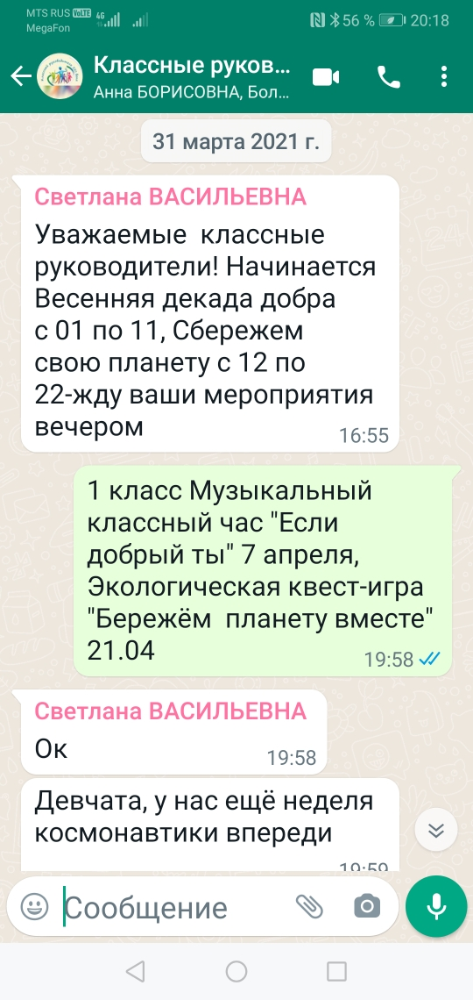 MTS RUS VoLTE 4G 56 % 20:18
MegaFon
Классные руков...
Анна БОРИСОВНА, Бол...
31 марта 2021 г.
Светлана ВАСИЛЬЕВНА
Уважаемые классные
руководители! Начинается
Весенняя декада добра
с 01 по 11, Сбережем
свою планету с 12 по
22-жду ваши мероприятия
вечером
16:55
1 класс Музыкальный
классный час "Если
добрый ты" 7 апреля,
Экологическая квест-игра
"Бережём планету вместе"
21.04
19:58
Светлана ВАСИЛЬЕВНА
Ок
19:58
Девчата, у нас ещё неделя
космонавтики впереди
19:59
Сообщение